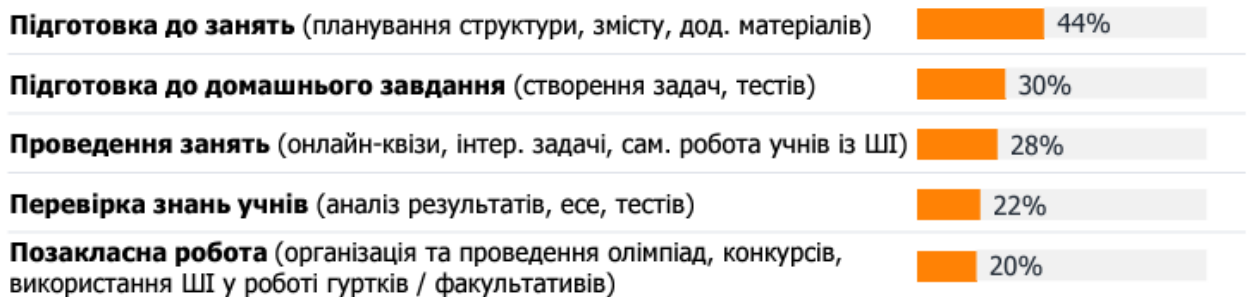 Підготовка до занять (планування структури, змісту, дод. матеріалів) 44%
Підготовка до домашнього завдання (створення задач, тестів) 30%
Проведення занять (онлайн-квізи, інтер. задачі, сам. робота учнів із ШІ) 28%
Перевірка знань учнів (аналіз результатів, есе, тестів) 22%
Позакласна робота (організація та проведення олімпіад, конкурсів,
використання ШІ у роботі гуртків / факультативів) 20%